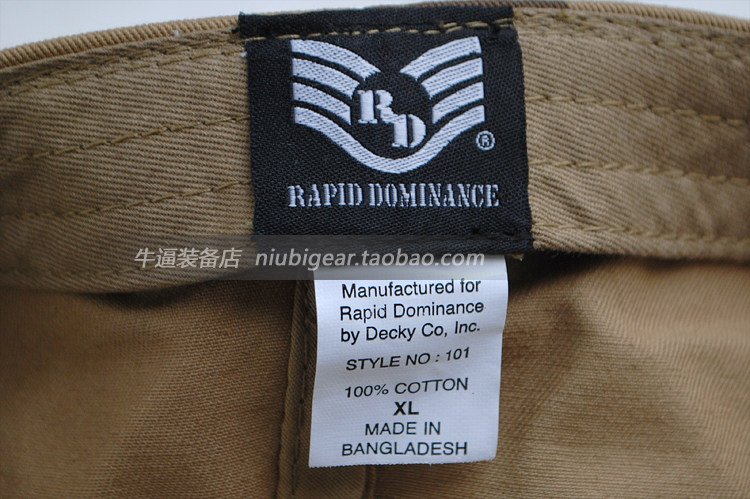 RD
®
RAPID DOMINANCE
牛逼装备店 niubigear.taobao.com
Manufactured for
Rapid Dominance
by Decky Co, Inc.
STYLE NO : 101
100% COTTON
XL
MADE IN
BANGLADESH